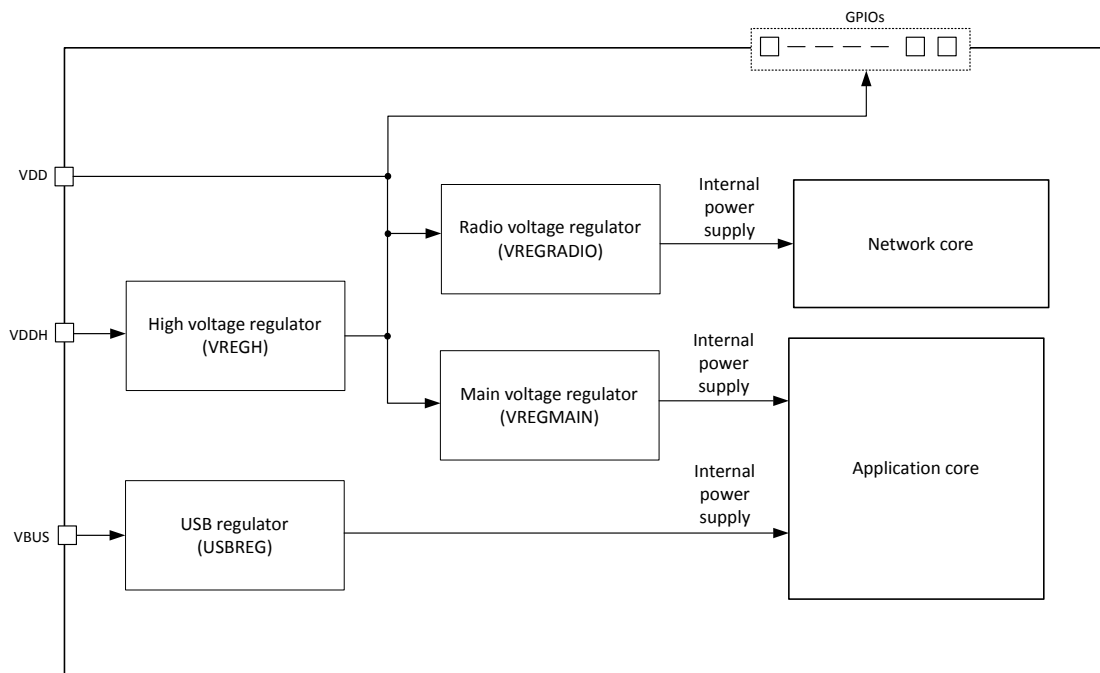 GPIOs
VDD
Radio voltage regulator
(VREGRADIO)
Internal
power
supply
Network core
VDDH
High voltage regulator
(VREGH)
Main voltage regulator
(VREGMAIN)
Internal
power
supply
Application core
VBUS
USB regulator
(USBREG)
Internal
power
supply